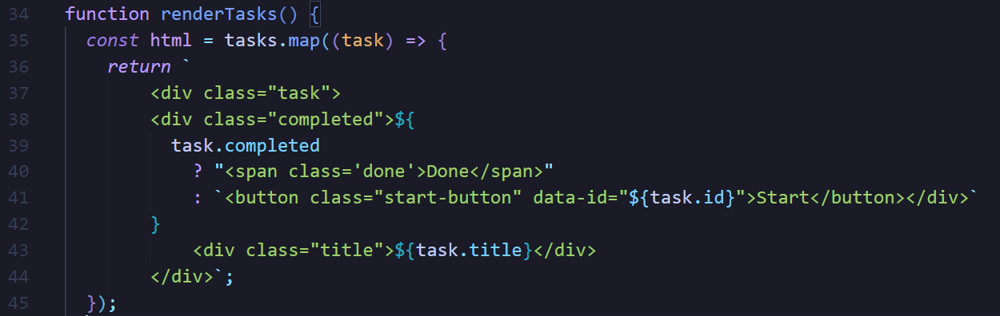 34 function renderTasks() {
35 const html = tasks.map((task) => {
36 return `
37 <div class="task">
38 <div class="completed">${
39 task.completed
40 ? "<span class='done'>Done</span>"
41 : `<button class="start-button" data-id="${task.id}">Start</button></div>`
42 }
43 <div class="title">${task.title}</div>
44 </div>`;
45 });